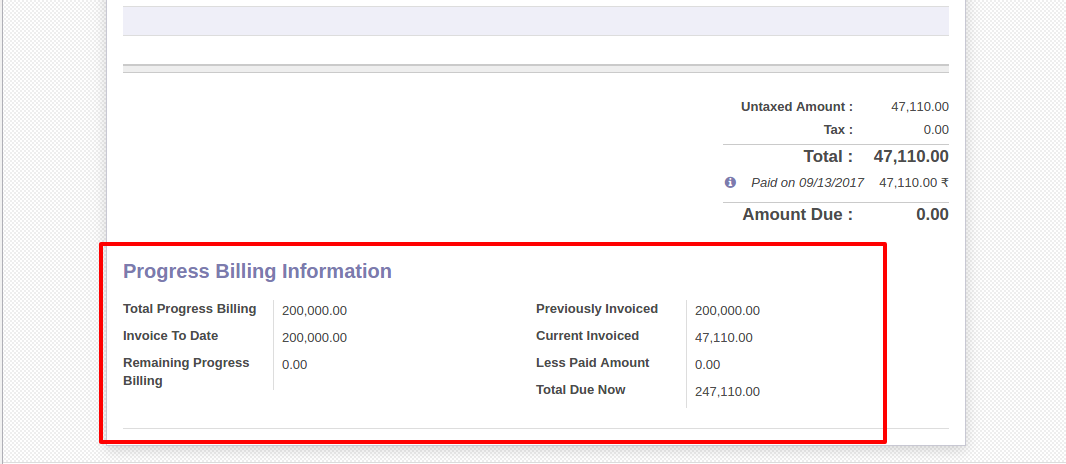 Untaxed Amount : 47,110.00
Tax : 0.00
Total : 47,110.00
Paid on 09/13/2017 47,110.00 ₹
Amount Due : 0.00
Progress Billing Information
Total Progress Billing 200,000.00
Invoice To Date 200,000.00
Remaining Progress
Billing 0.00
Previously Invoiced 200,000.00
Current Invoiced 47,110.00
Less Paid Amount 0.00
Total Due Now 247,110.00